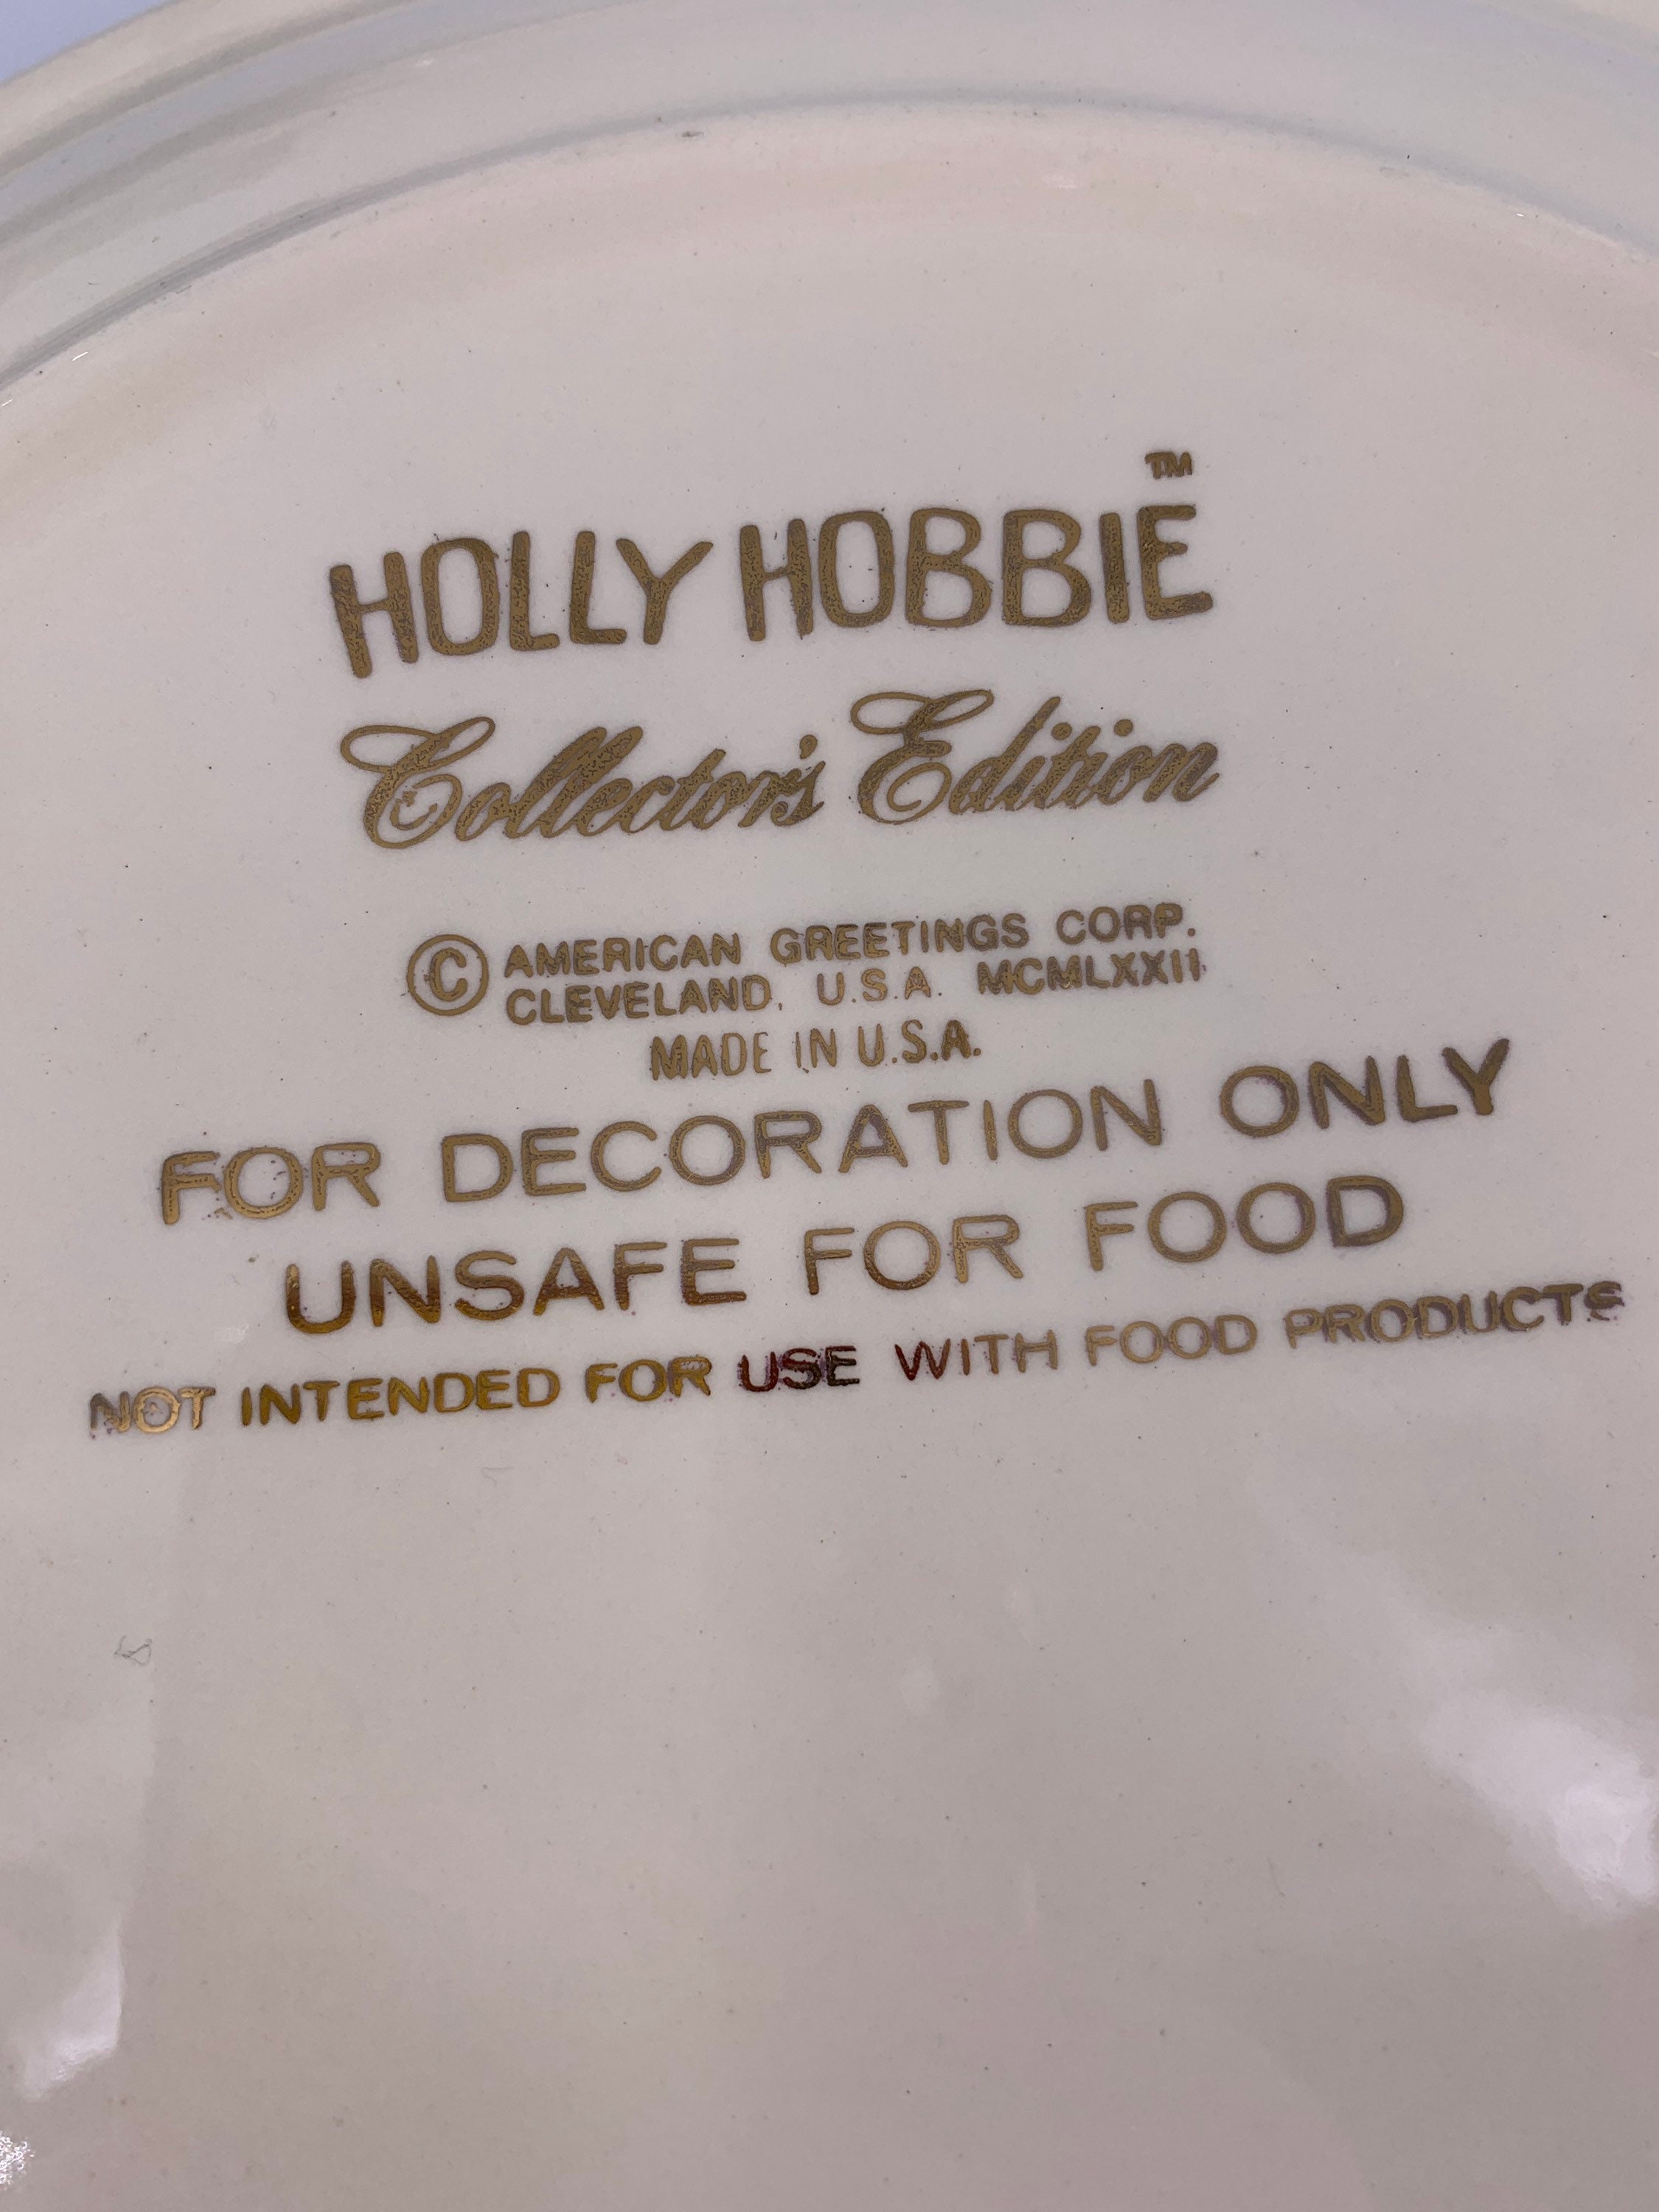 HOLLY HOBBIE™
Collector's Edition
© AMERICAN GREETINGS CORP.
CLEVELAND, U.S.A. MCMLXXII
MADE IN U.S.A.
FOR DECORATION ONLY
UNSAFE FOR FOOD
NOT INTENDED FOR USE WITH FOOD PRODUCTS